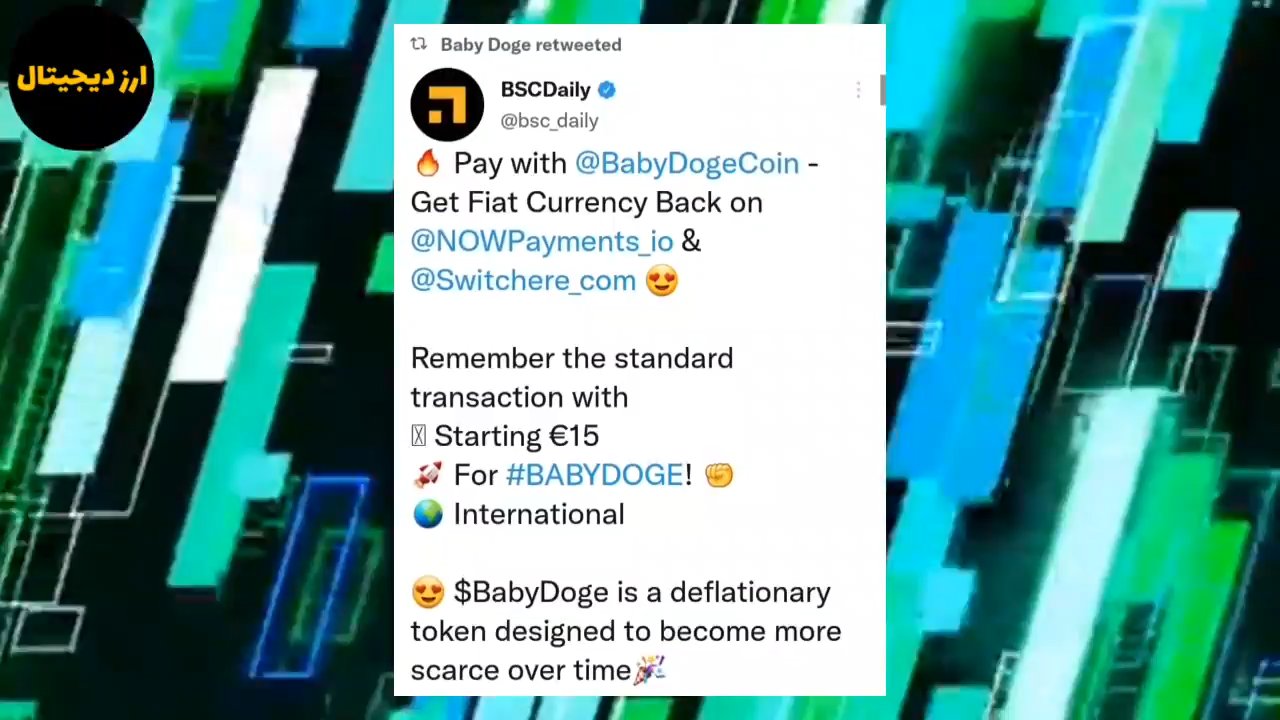 ارز دیجیتال
Baby Doge retweeted
BSCDaily
@bsc_daily
🔥 Pay with @BabyDogeCoin -
Get Fiat Currency Back on
@NOWPayments_io &
@Switchere_com 😍
Remember the standard
transaction with
Starting €15
🚀 For #BABYDOGE! ✊
🌍 International
😍 $BabyDoge is a deflationary
token designed to become more
scarce over time🎉